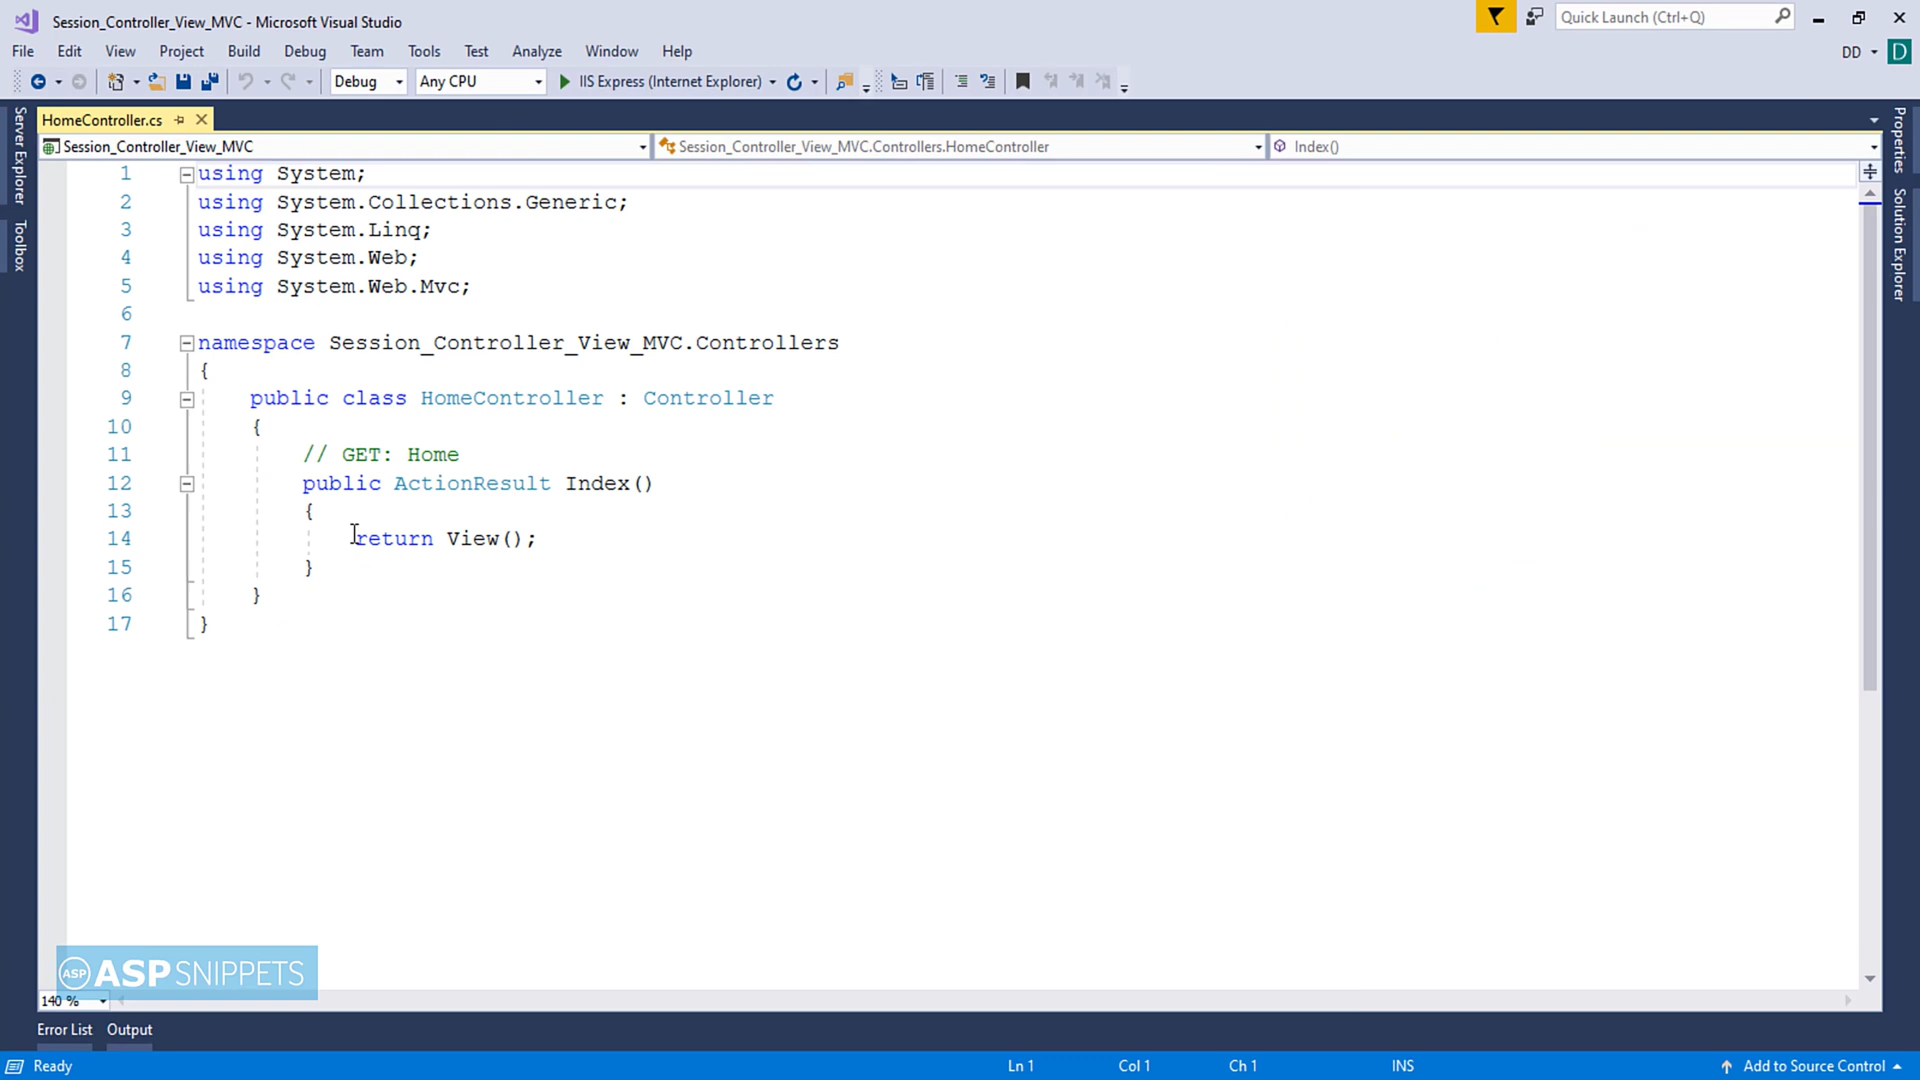 Session_Controller_View_MVC - Microsoft Visual Studio
Quick Launch (Ctrl+Q)
File Edit View Project Build Debug Team Tools Test Analyze Window Help
DD D
Debug Any CPU IIS Express (Internet Explorer)
HomeController.cs
Session_Controller_View_MVC Session_Controller_View_MVC.Controllers.HomeController Index()
Server Explorer
Toolbox
Properties
Solution Explorer
1 using System;
2 using System.Collections.Generic;
3 using System.Linq;
4 using System.Web;
5 using System.Web.Mvc;
6
7 namespace Session_Controller_View_MVC.Controllers
8 {
9 public class HomeController : Controller
10 {
11 // GET: Home
12 public ActionResult Index()
13 {
14 return View();
15 }
16 }
17 }
ASP ASPSNIPPETS
140 %
Error List Output
Ready Ln 1 Col 1 Ch 1 INS Add to Source Control